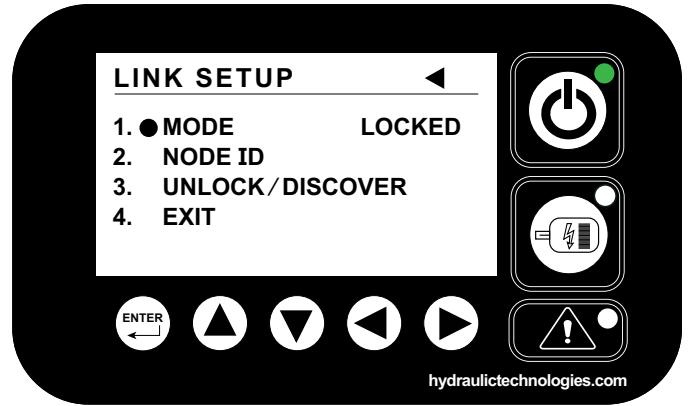 LINK SETUP
1. MODE LOCKED
2. NODE ID
3. UNLOCK/DISCOVER
4. EXIT
ENTER
hydraulictechnologies.com